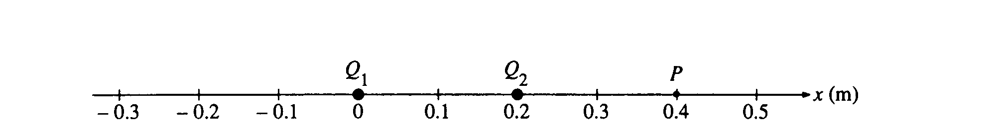 Q₁ Q₂ P
x (m)
– 0.3 – 0.2 – 0.1 0 0.1 0.2 0.3 0.4 0.5